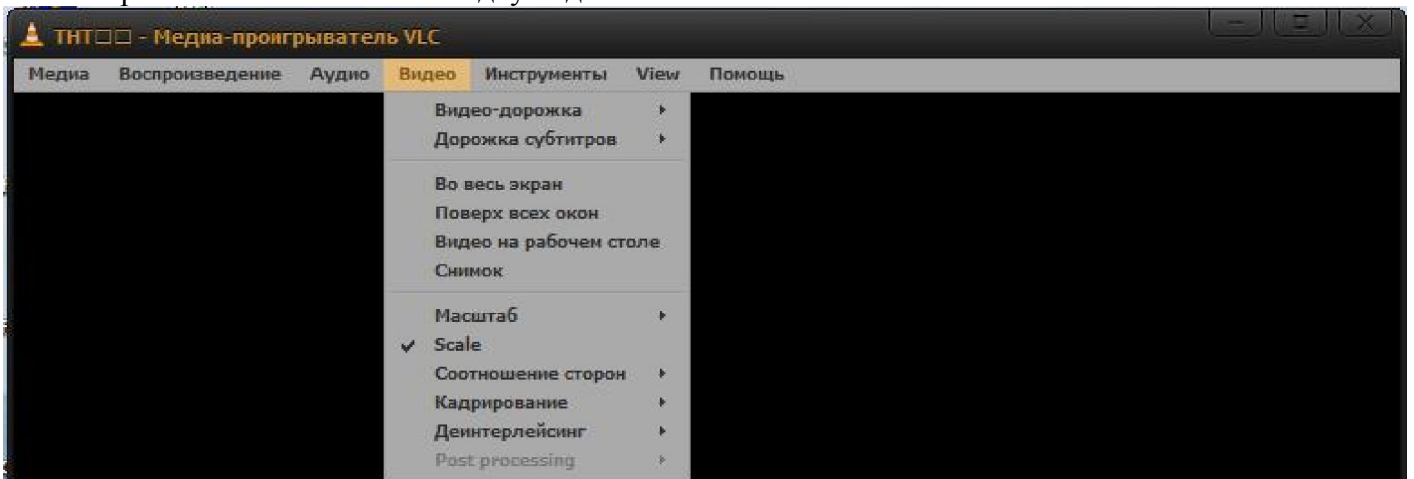 ТНТ□□ - Медиа-проигрыватель VLC
Медиа Воспроизведение Аудио Видео Инструменты View Помощь
Видео-дорожка
Дорожка субтитров
Во весь экран
Поверх всех окон
Видео на рабочем столе
Снимок
Масштаб
Scale
Соотношение сторон
Кадрирование
Деинтерлейсинг
Post processing